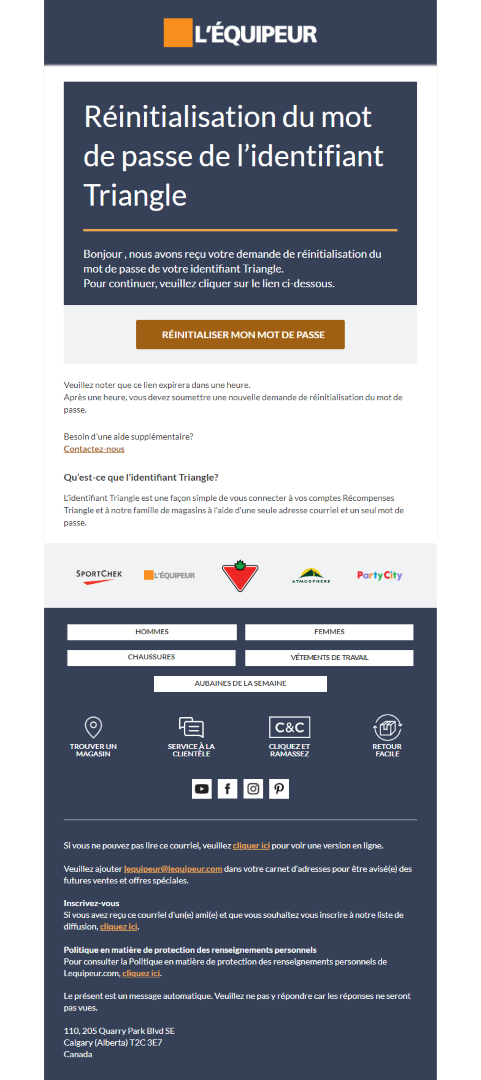 L'ÉQUIPEUR
Réinitialisation du mot
de passe de l'identifiant
Triangle
Bonjour , nous avons reçu votre demande de réinitialisation du
mot de passe de votre identifiant Triangle.
Pour continuer, veuillez cliquer sur le lien ci-dessous.
RÉINITIALISER MON MOT DE PASSE
Veuillez noter que ce lien expirera dans une heure.
Après une heure, vous devez soumettre une nouvelle demande de réinitialisation du mot de
passe.
Besoin d'une aide supplémentaire?
Contactez-nous
Qu'est-ce que l'identifiant Triangle?
L'identifiant Triangle est une façon simple de vous connecter à vos comptes Récompenses
Triangle et à notre famille de magasins à l'aide d'une seule adresse courriel et un seul mot de
passe.
SPORTCHEK L'ÉQUIPEUR ATMOSPHERE PartyCity
HOMMES FEMMES
CHAUSSURES VÉTEMENTS DE TRAVAIL
AUBAINES DE LA SEMAINE
C&C
TROUVER UN SERVICE À LA CLIQUEZ ET RETOUR
MAGASIN CLIENTÈLE RAMASSEZ FACILE
Si vous ne pouvez pas lire ce courriel, veuillez cliquer ici pour voir une version en ligne.
Veuillez ajouter lequipeur@lequipeur.com dans votre carnet d'adresses pour être avisé(e) des
futures ventes et offres spéciales.
Inscrivez-vous
Si vous avez reçu ce courriel d'un(e) ami(e) et que vous souhaitez vous inscrire à notre liste de
diffusion, cliquez ici.
Politique en matière de protection des renseignements personnels
Pour consulter la Politique en matière de protection des renseignements personnels de
Lequipeur.com, cliquez ici.
Le présent est un message automatique. Veuillez ne pas y répondre car les réponses ne seront
pas vues.
110, 205 Quarry Park Blvd SE
Calgary (Alberta) T2C 3E7
Canada